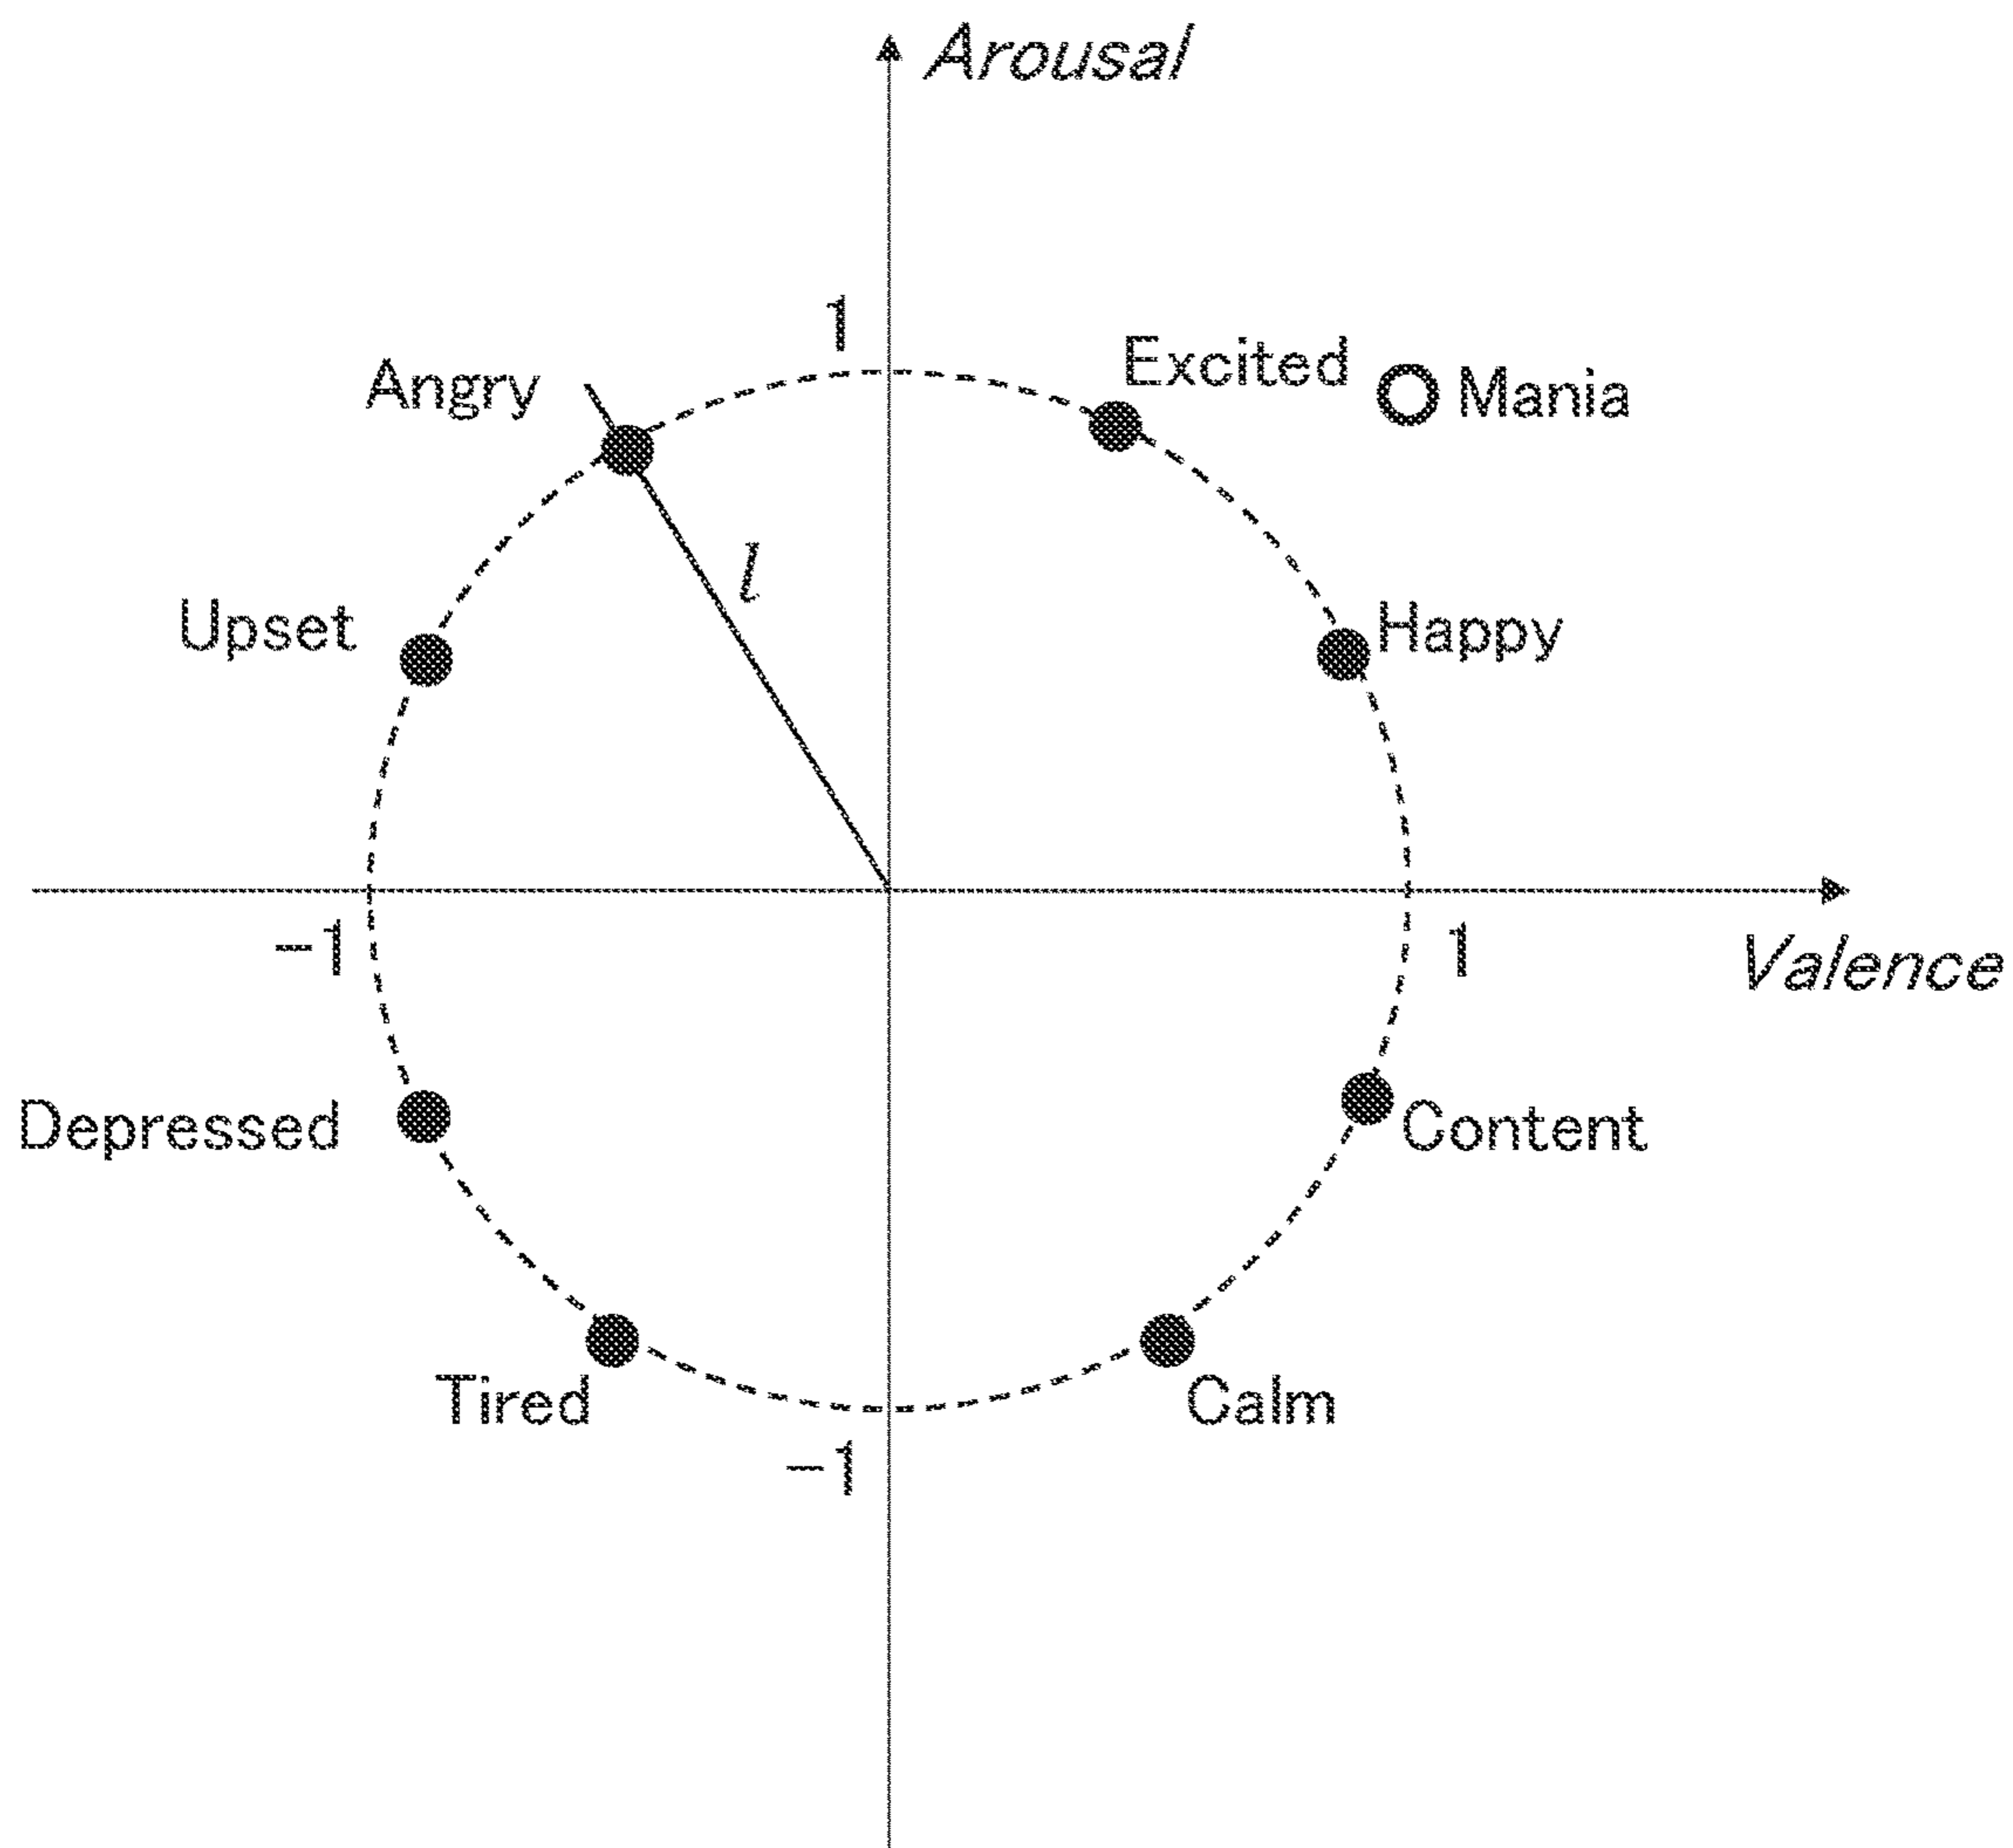 Arousal
1
Excited
Angry
Mania
l
Upset
Happy
-1
1
Valence
Depressed
Content
Tired
Calm
-1